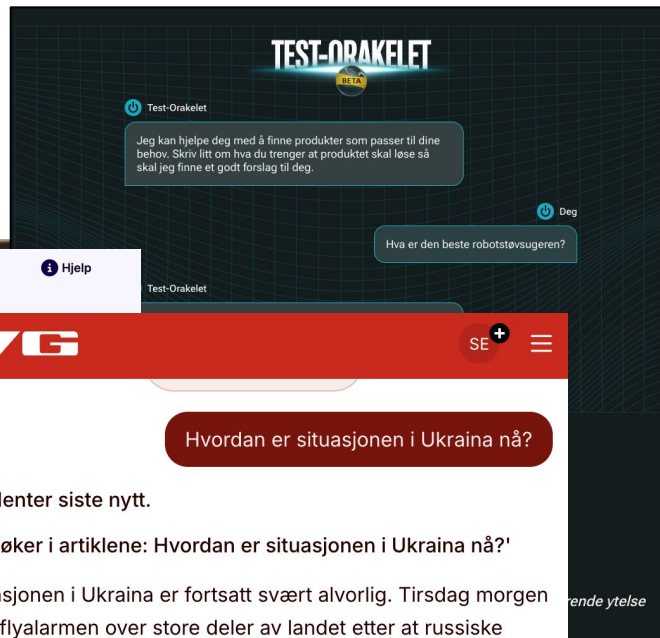 TEST-ORAKELET
BETA
Test-Orakelet
Jeg kan hjelpe deg med å finne produkter som passer til dine
behov. Skriv litt om hva du trenger at produktet skal løse så
skal jeg finne et godt forslag til deg.
Deg
Hva er den beste robotstøvsugeren?
Hjelp
Test-Orakelet
VG
SE
Hvordan er situasjonen i Ukraina nå?
siste nytt.
i artiklene: Hvordan er situasjonen i Ukraina nå?'
i Ukraina er fortsatt svært alvorlig. Tirsdag morgen
ytelse
flyalarmen over store deler av landet etter at russiske